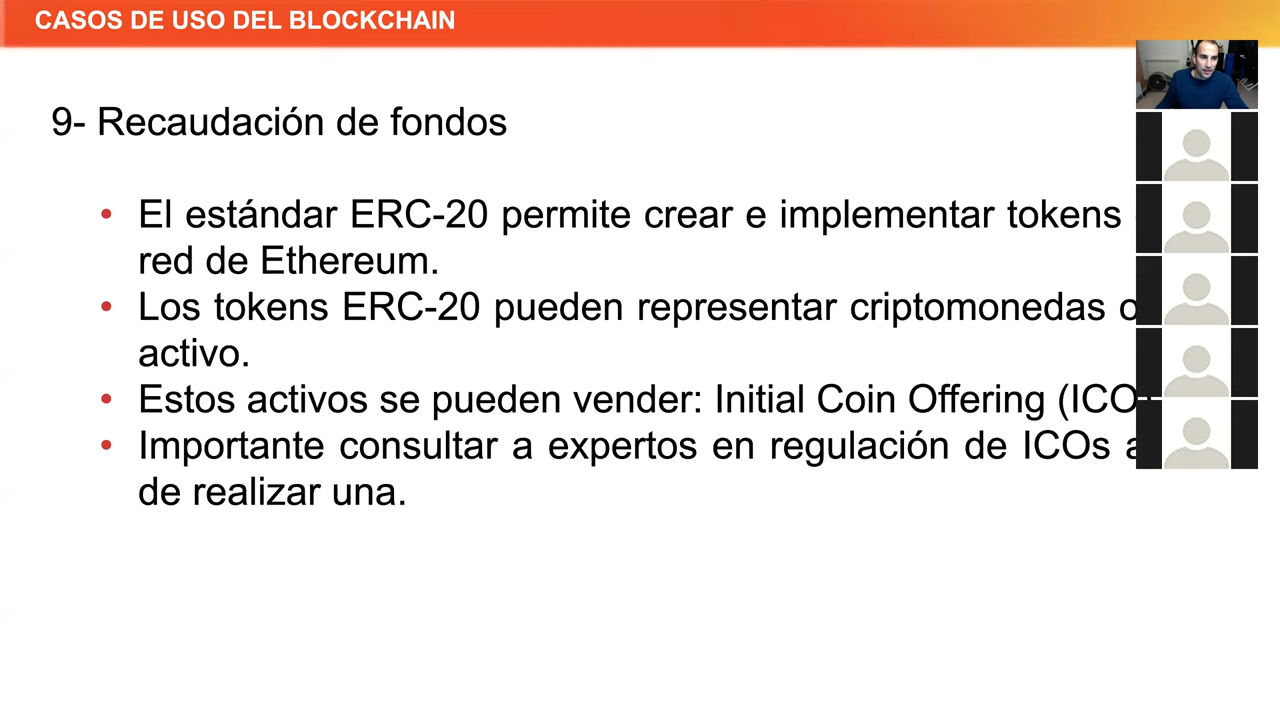 CASOS DE USO DEL BLOCKCHAIN
9- Recaudación de fondos
• El estándar ERC-20 permite crear e implementar tokens
red de Ethereum.
• Los tokens ERC-20 pueden representar criptomonedas
activo.
• Estos activos se pueden vender: Initial Coin Offering (ICO)
• Importante consultar a expertos en regulación de ICOs
de realizar una.